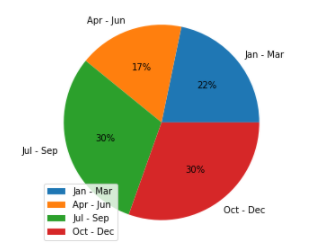 Apr - Jun
Jan - Mar
17%
22%
Jul - Sep
30%
30%
Oct - Dec
Jan - Mar
Apr - Jun
Jul - Sep
Oct - Dec